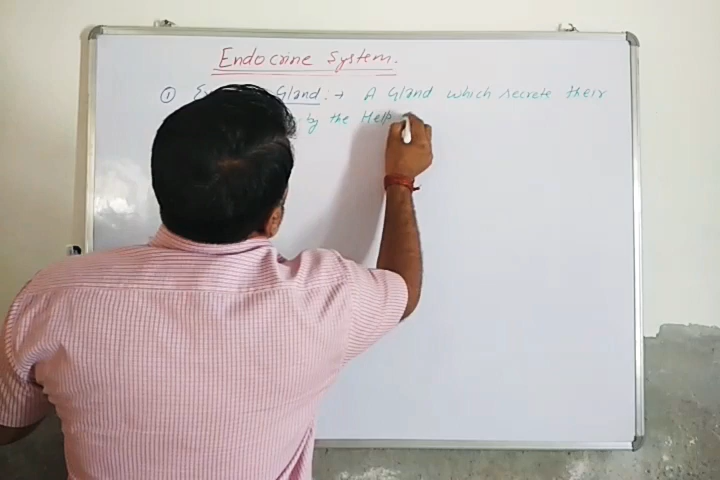 Endocrine System.
① Gland :→ A Gland which secrete their
by the Help